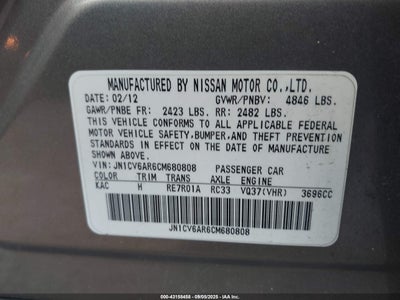 MANUFACTURED BY NISSAN MOTOR CO.,LTD.
DATE: 02/12 GVWR/PNBV: 4846 LBS.
GAWR/PNBE FR: 2423 LBS. RR: 2482 LBS.
THIS VEHICLE CONFORMS TO ALL APPLICABLE FEDERAL
MOTOR VEHICLE SAFETY, BUMPER, AND THEFT PREVENTION
STANDARDS IN EFFECT ON THE DATE OF MANUFACTURE
SHOWN ABOVE.
VIN: JN1CV6AR6CM680808 PASSENGER CAR
COLOR TRIM TRANS AXLE ENGINE
KAC H RE7R01A RC33 VQ37(VHR) 3696CC
JN1CV6AR6CM680808
000-43158458 - 09/05/2025 - IAA